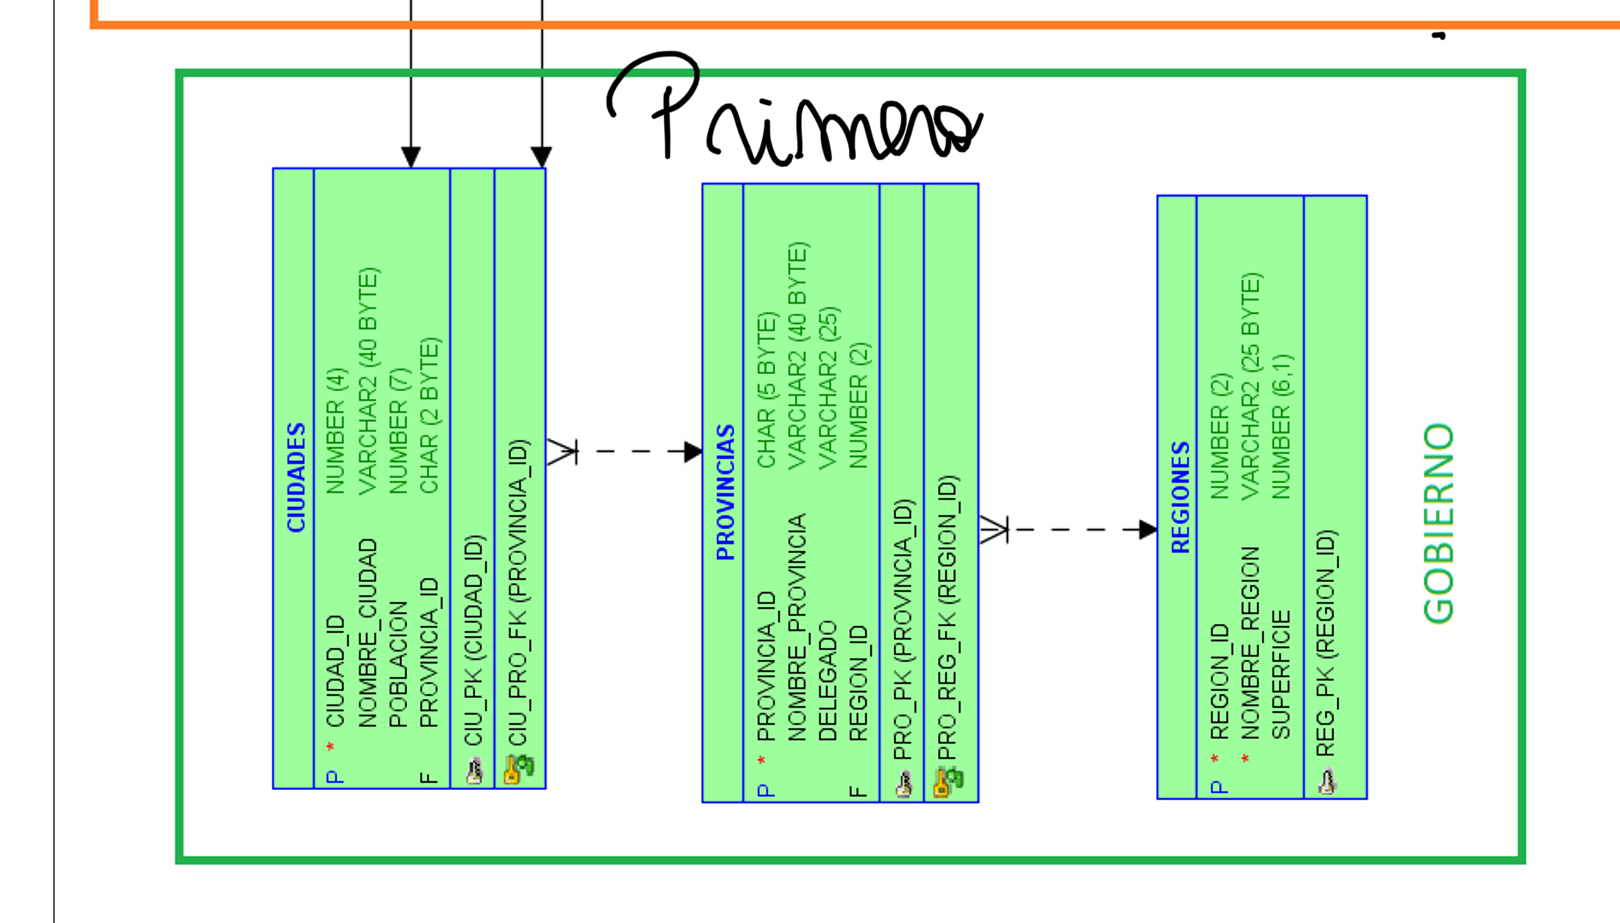 Primero
CIUDADES
P * CIUDAD_ID NUMBER (4)
NOMBRE_CIUDAD VARCHAR2 (40 BYTE)
POBLACION NUMBER (7)
F PROVINCIA_ID CHAR (2 BYTE)
CIU_PK (CIUDAD_ID)
CIU_PRO_FK (PROVINCIA_ID)
PROVINCIAS
P * PROVINCIA_ID CHAR (5 BYTE)
NOMBRE_PROVINCIA VARCHAR2 (40 BYTE)
DELEGADO VARCHAR2 (25)
F REGION_ID NUMBER (2)
PRO_PK (PROVINCIA_ID)
PRO_REG_FK (REGION_ID)
REGIONES
P * REGION_ID NUMBER (2)
* NOMBRE_REGION VARCHAR2 (25 BYTE)
SUPERFICIE NUMBER (6,1)
REG_PK (REGION_ID)
GOBIERNO